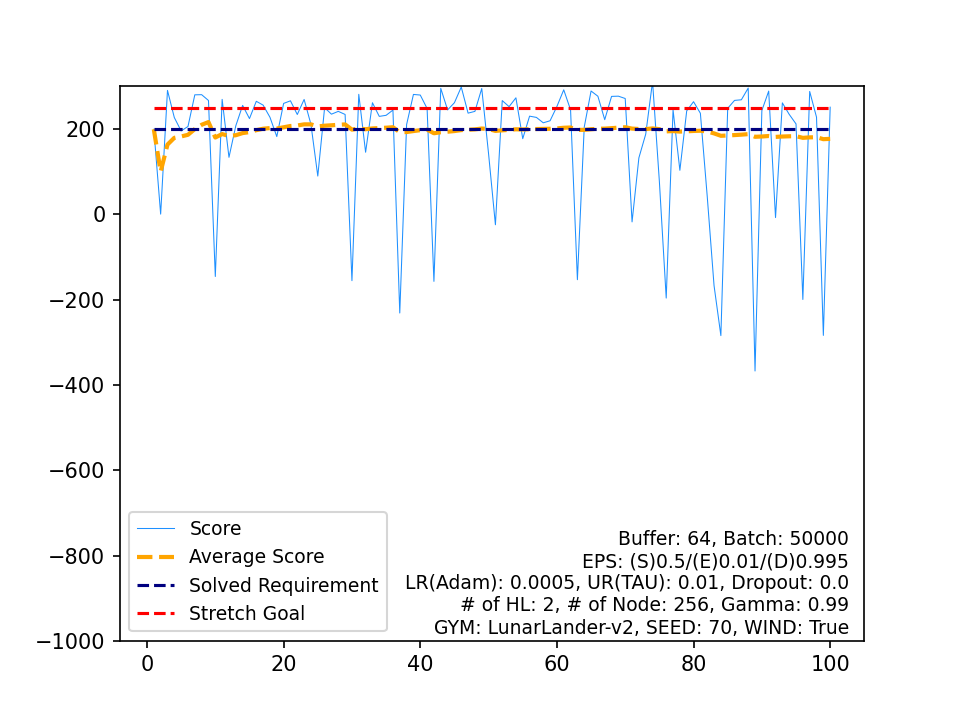 200
0
−200
−400
−600
−800
−1000
0
20
40
60
80
100
Score
Average Score
Solved Requirement
Stretch Goal
Buffer: 64, Batch: 50000
EPS: (S)0.5/(E)0.01/(D)0.995
LR(Adam): 0.0005, UR(TAU): 0.01, Dropout: 0.0
# of HL: 2, # of Node: 256, Gamma: 0.99
GYM: LunarLander-v2, SEED: 70, WIND: True